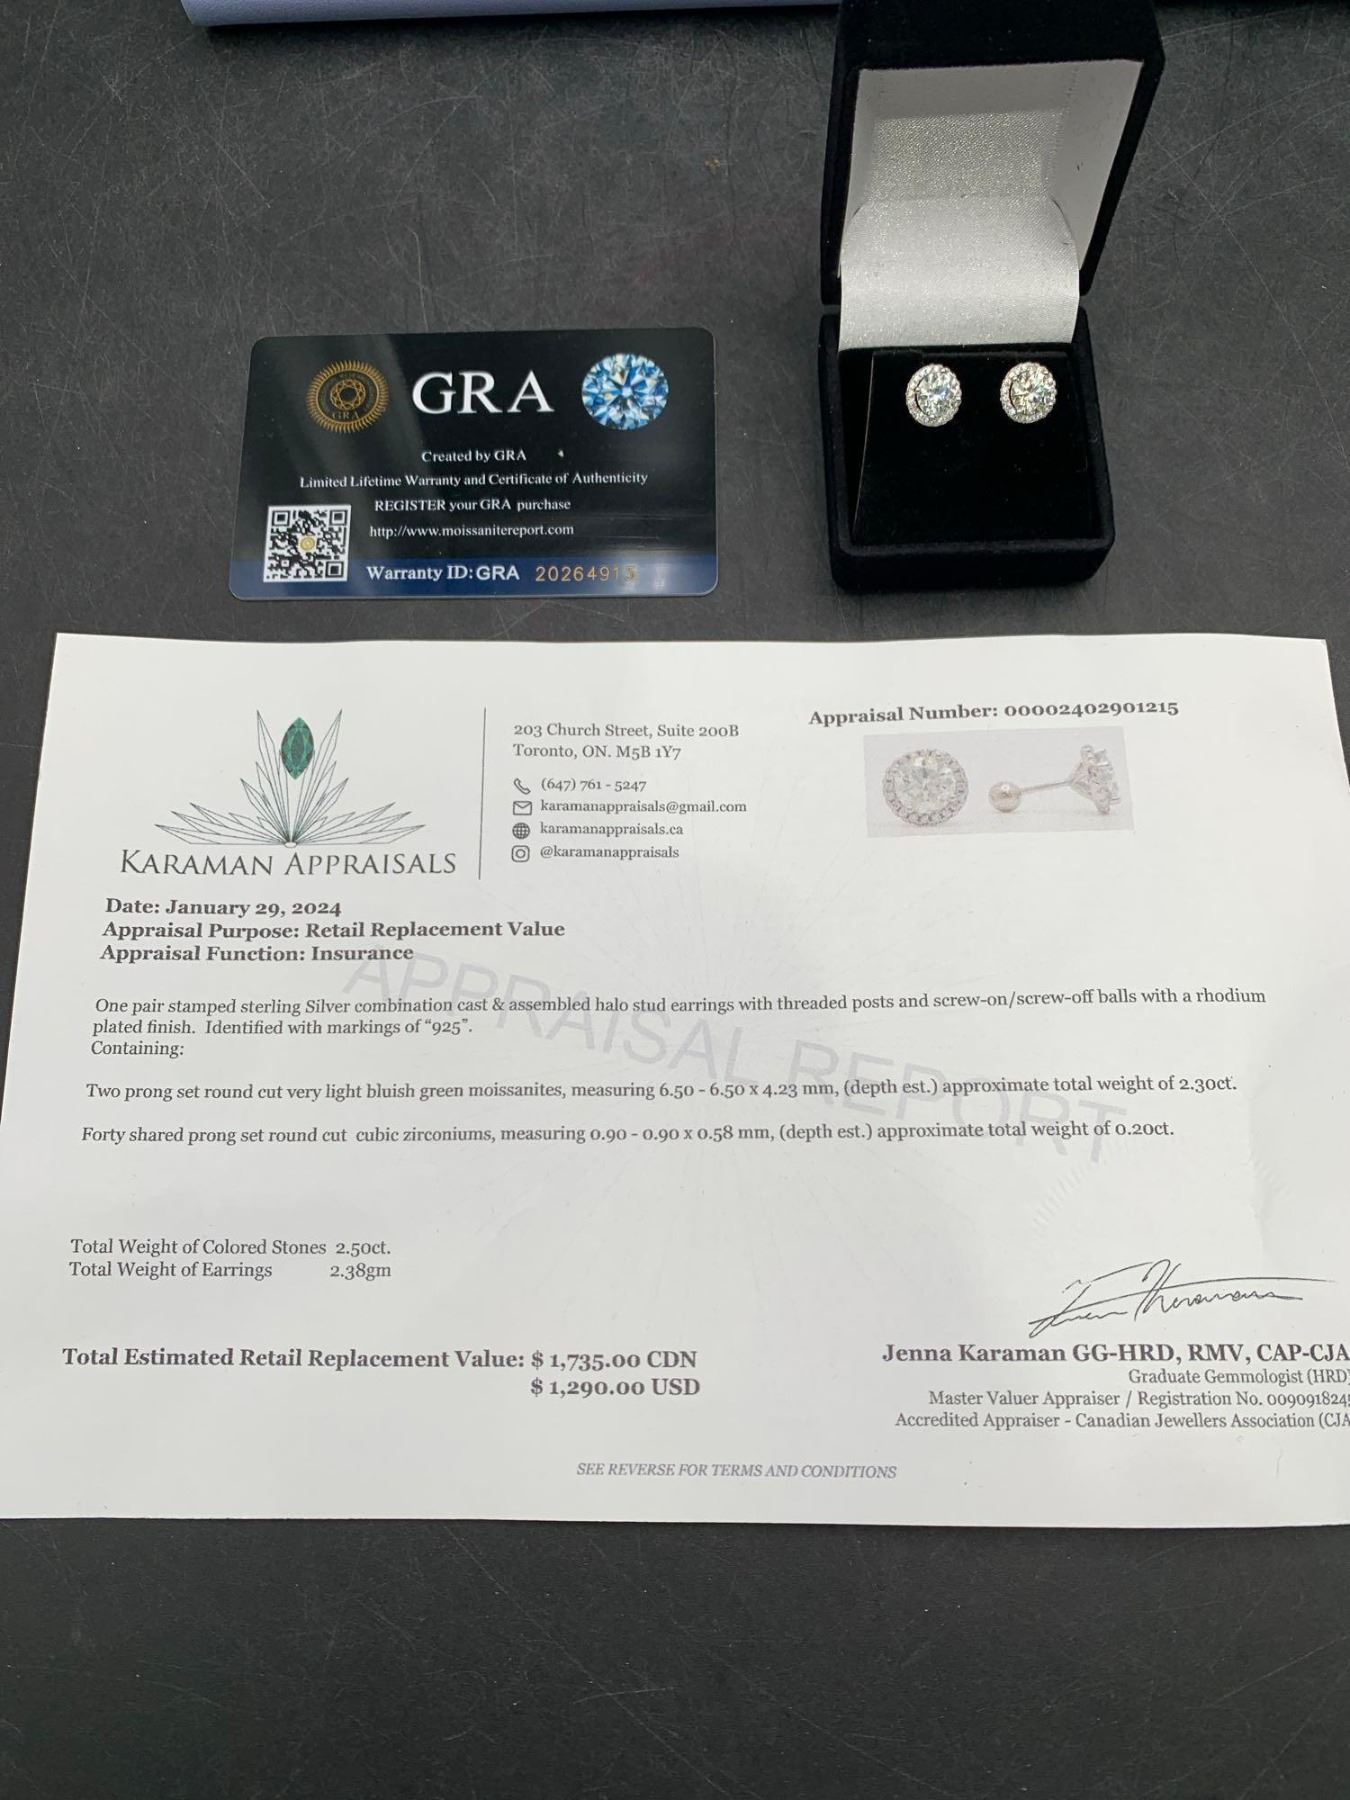 GRA
GRA
Created by GRA
Limited Lifetime Warranty and Certificate of Authenticity
REGISTER your GRA purchase
http://www.moissanitereport.com
Warranty ID:GRA 20264915
KARAMAN APPRAISALS
203 Church Street, Suite 200B
Toronto, ON. M5B 1Y7
(647) 761 - 5247
karamanappraisals@gmail.com
karamanappraisals.ca
@karamanappraisals
Appraisal Number: 00002402901215
Date: January 29, 2024
Appraisal Purpose: Retail Replacement Value
Appraisal Function: Insurance
APPRAISAL REPORT
One pair stamped sterling Silver combination cast & assembled halo stud earrings with threaded posts and screw-on/screw-off balls with a rhodium
plated finish. Identified with markings of "925".
Containing:
Two prong set round cut very light bluish green moissanites, measuring 6.50 - 6.50 x 4.23 mm, (depth est.) approximate total weight of 2.30ct.
Forty shared prong set round cut cubic zirconiums, measuring 0.90 - 0.90 x 0.58 mm, (depth est.) approximate total weight of 0.20ct.
Total Weight of Colored Stones 2.50ct.
Total Weight of Earrings 2.38gm
Total Estimated Retail Replacement Value: $ 1,735.00 CDN
$ 1,290.00 USD
Jenna Karaman GG-HRD, RMV, CAP-CJA
Graduate Gemmologist (HRD)
Master Valuer Appraiser / Registration No. 009091824
Accredited Appraiser - Canadian Jewellers Association (CJA
SEE REVERSE FOR TERMS AND CONDITIONS